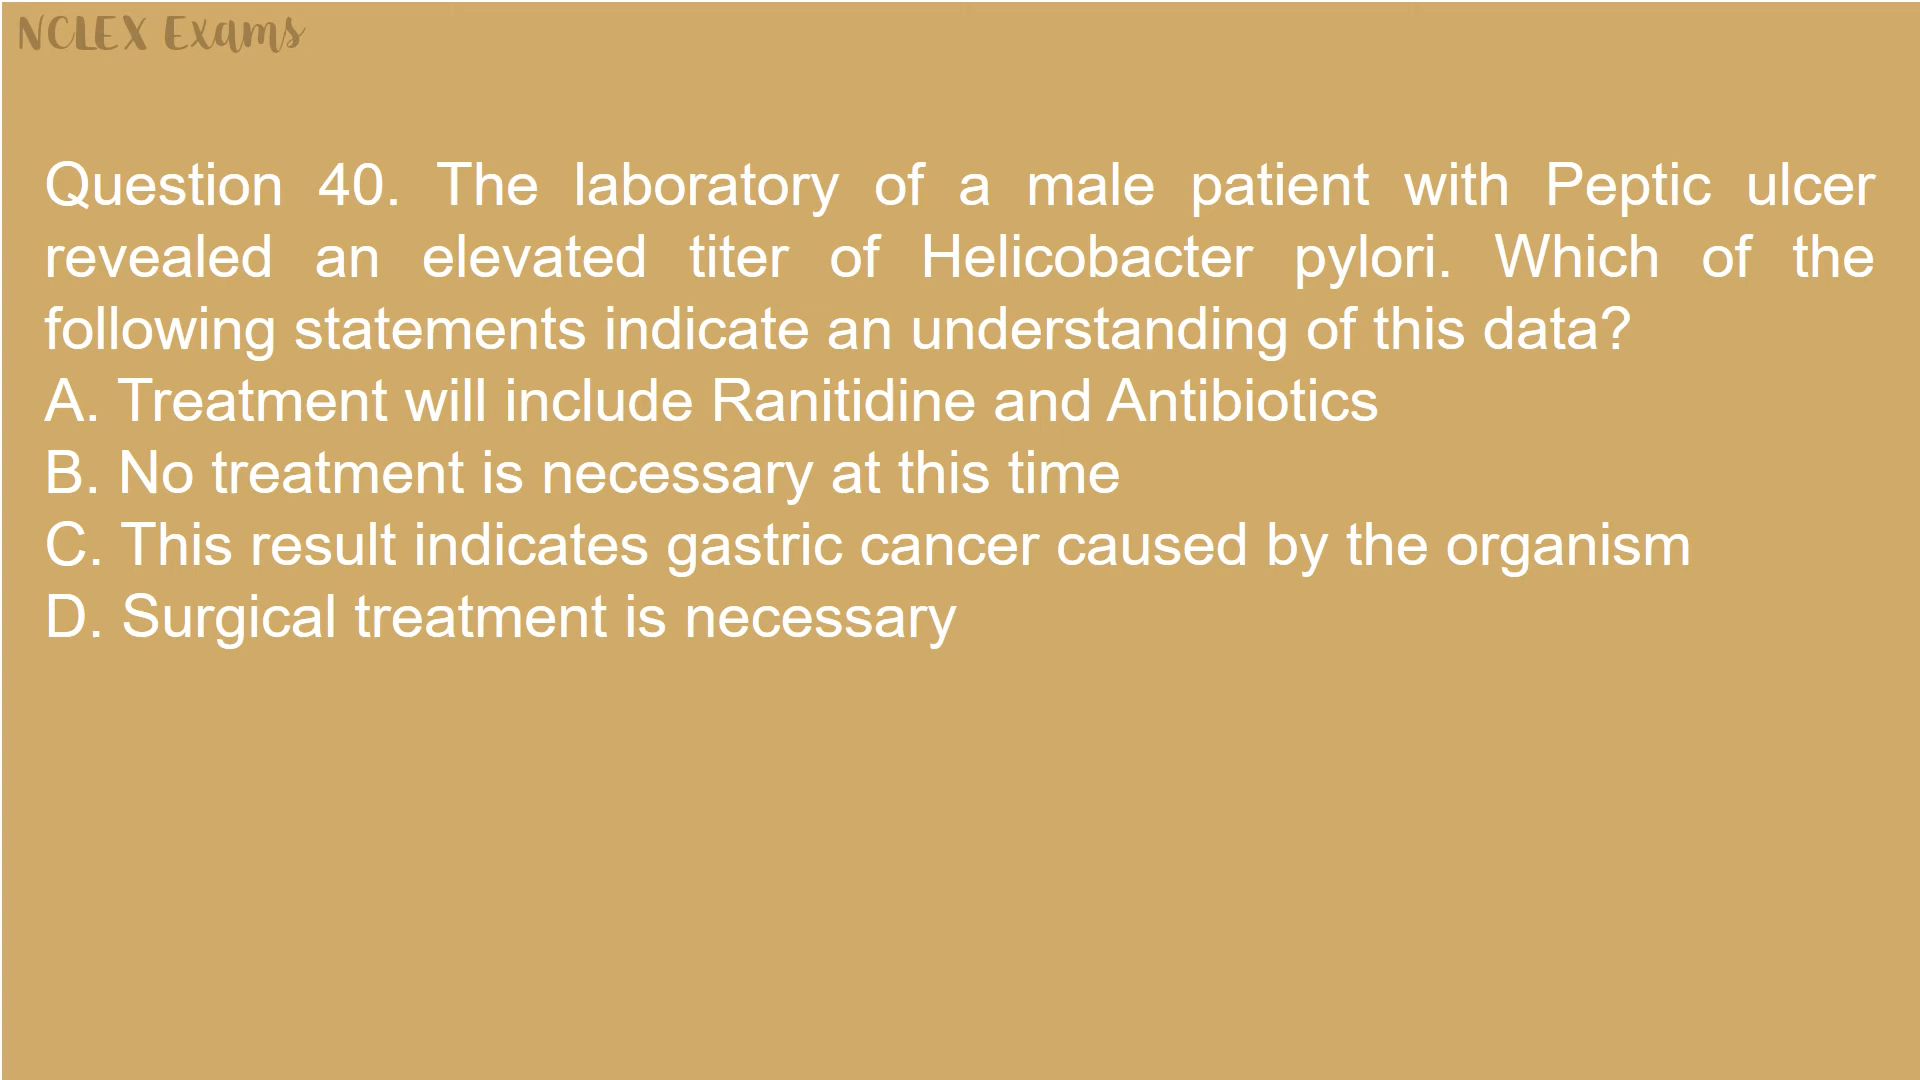 NCLEX Exams
Question 40. The laboratory of a male patient with Peptic ulcer
revealed an elevated titer of Helicobacter pylori. Which of the
following statements indicate an understanding of this data?
A. Treatment will include Ranitidine and Antibiotics
B. No treatment is necessary at this time
C. This result indicates gastric cancer caused by the organism
D. Surgical treatment is necessary